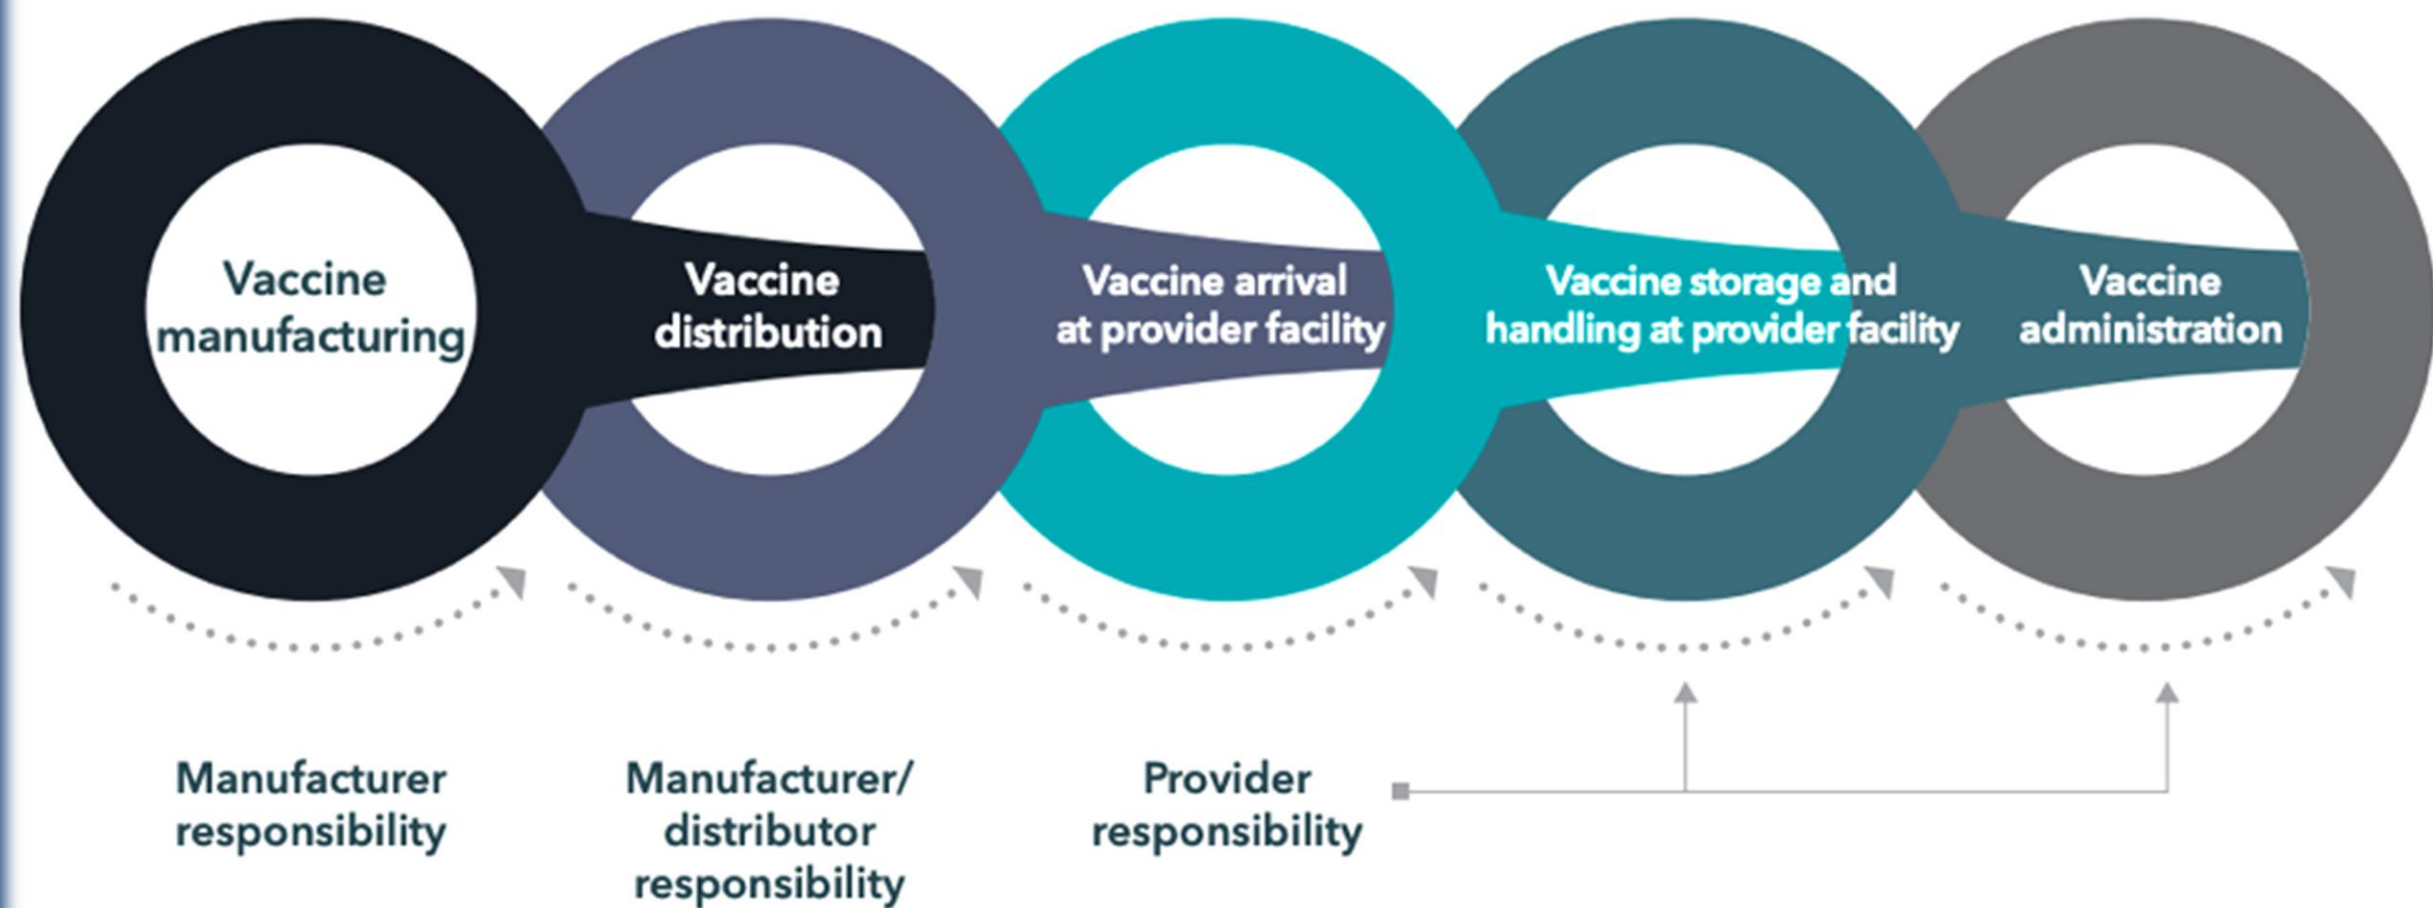 Vaccine
manufacturing
Vaccine
distribution
Vaccine arrival
at provider facility
Vaccine storage and
handling at provider facility
Vaccine
administration
Manufacturer
responsibility
Manufacturer/
distributor
responsibility
Provider
responsibility